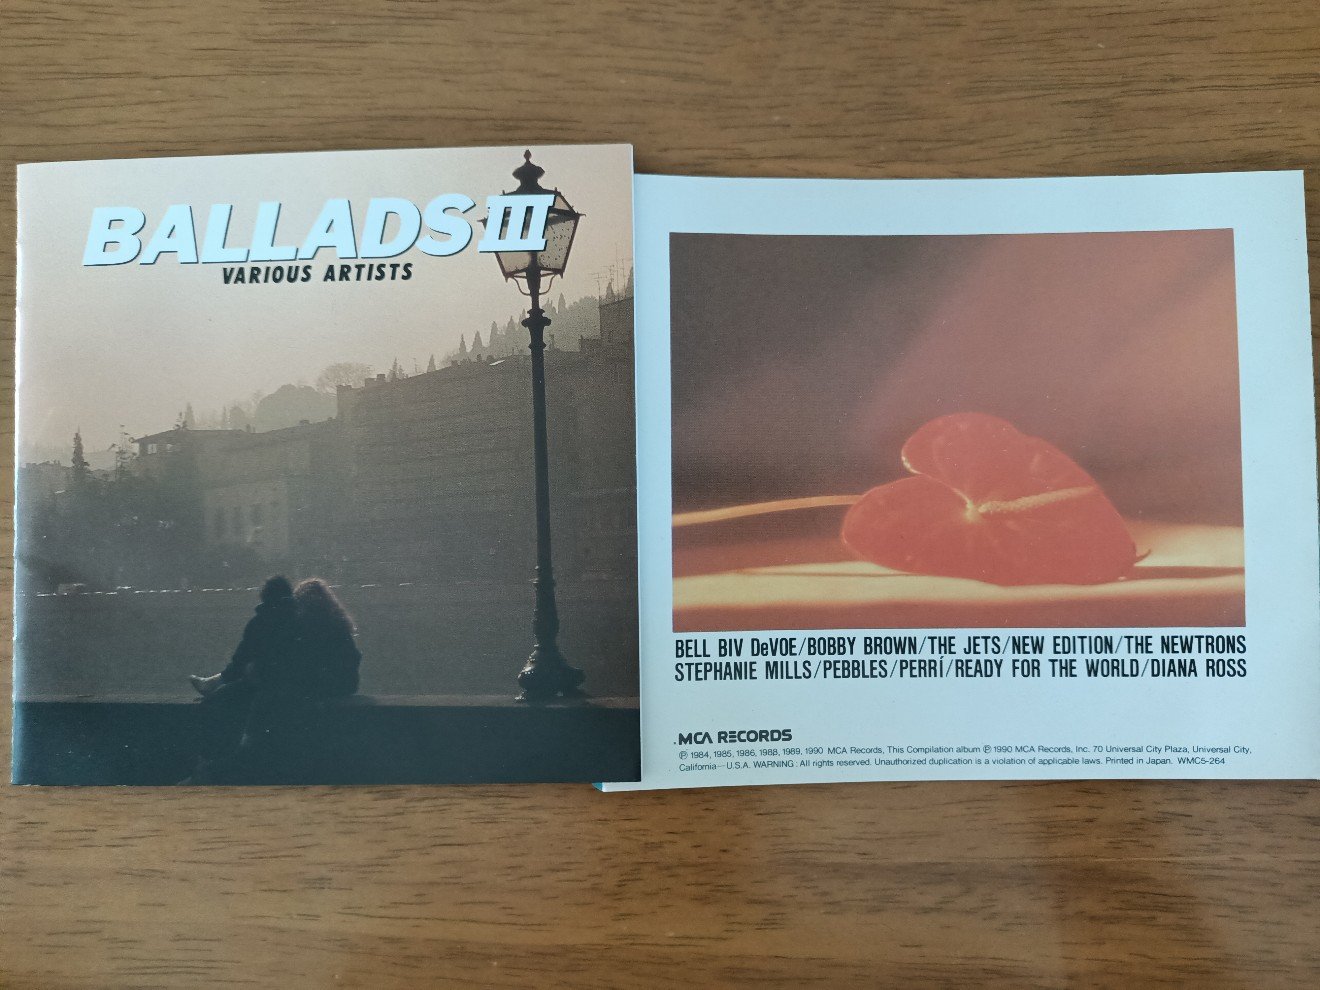 BALLADS III
VARIOUS ARTISTS
BELL BIV DeVOE/BOBBY BROWN/THE JETS/NEW EDITION/THE NEWTRONS
STEPHANIE MILLS/PEBBLES/PERRÍ/READY FOR THE WORLD/DIANA ROSS
MCA RECORDS
℗ 1984, 1985, 1986, 1988, 1989, 1990 MCA Records, This Compilation album ℗ 1990 MCA Records, Inc. 70 Universal City Plaza, Universal City,
California—U.S.A. WARNING: All rights reserved. Unauthorized duplication is a violation of applicable laws. Printed in Japan. WMC5-264